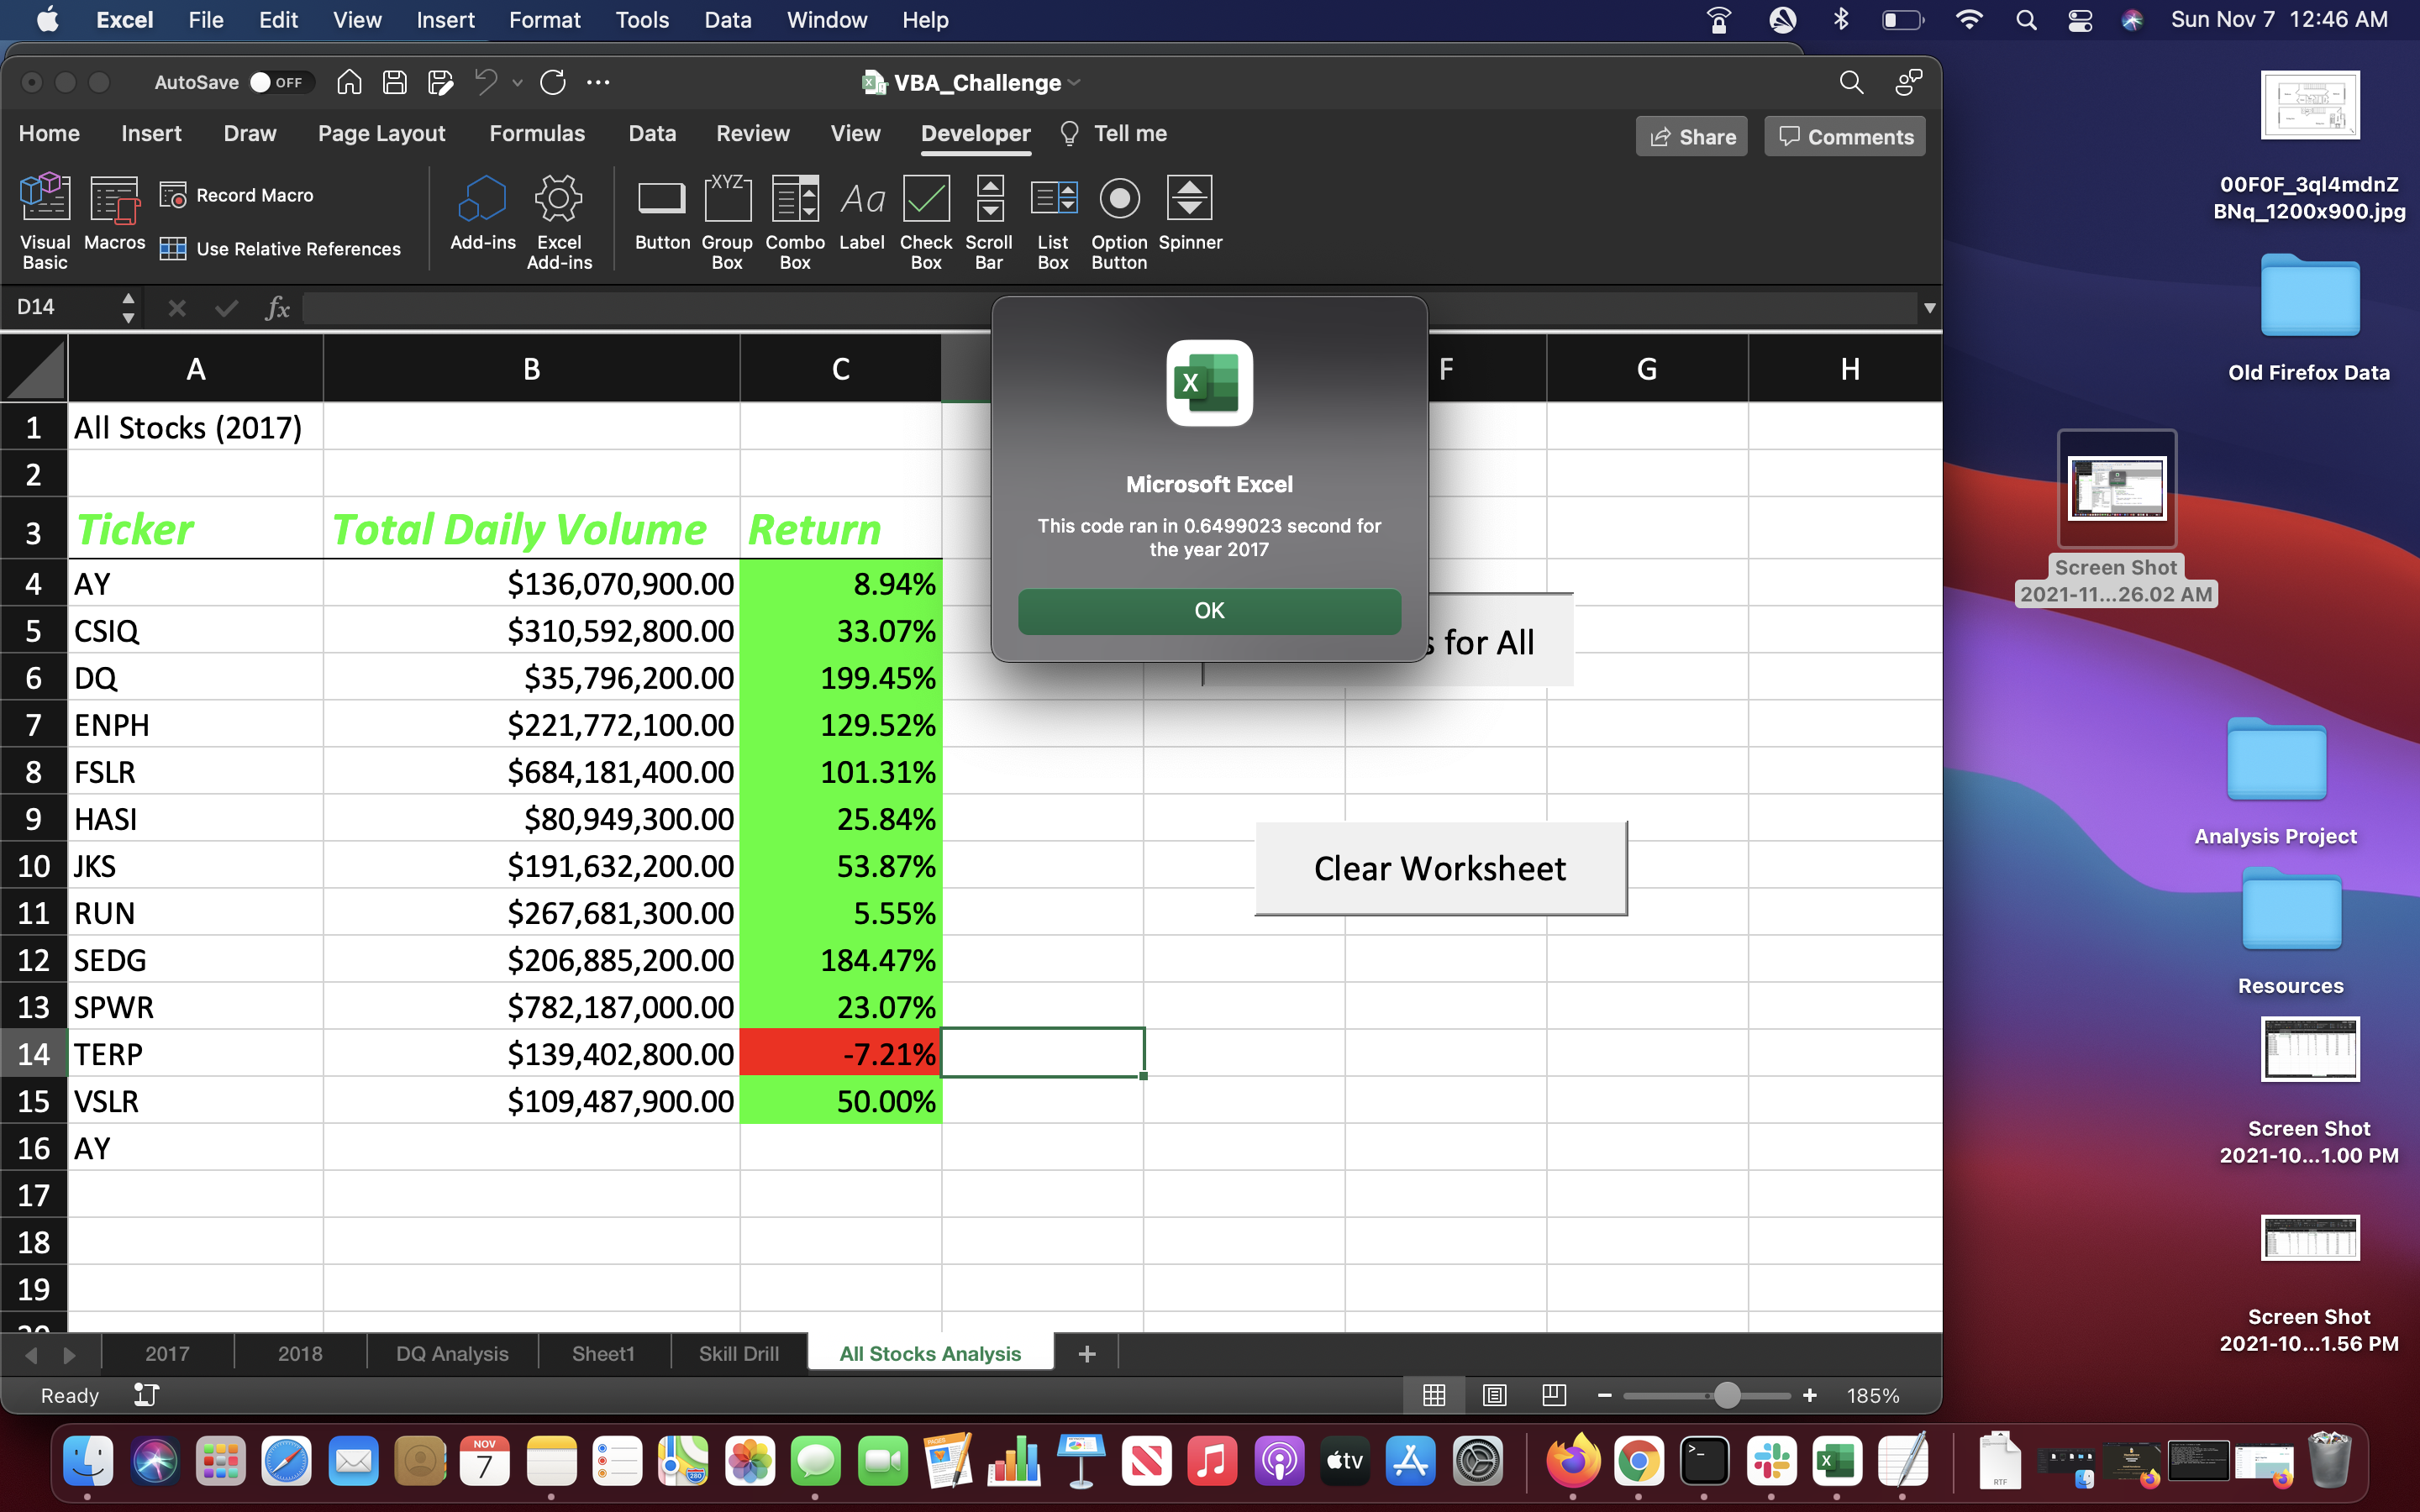 Excel File Edit View Insert Format Tools Data Window Help Sun Nov 7 12:46 AM
AutoSave OFF VBA_Challenge
Home Insert Draw Page Layout Formulas Data Review View Developer Tell me Share Comments
Visual Basic
Macros
Record Macro
Use Relative References
Add-ins
Excel Add-ins
Button
XYZ
Group Box
Combo Box
Aa
Label
Check Box
Scroll Bar
List Box
Option Button
Spinner
D14 fx
A B C F G H
1 All Stocks (2017)
2
3 Ticker Total Daily Volume Return
4 AY $136,070,900.00 8.94%
5 CSIQ $310,592,800.00 33.07%
6 DQ $35,796,200.00 199.45%
7 ENPH $221,772,100.00 129.52%
8 FSLR $684,181,400.00 101.31%
9 HASI $80,949,300.00 25.84%
10 JKS $191,632,200.00 53.87%
11 RUN $267,681,300.00 5.55%
12 SEDG $206,885,200.00 184.47%
13 SPWR $782,187,000.00 23.07%
14 TERP $139,402,800.00 -7.21%
15 VSLR $109,487,900.00 50.00%
16 AY
17
18
19
Microsoft Excel
This code ran in 0.6499023 second for
the year 2017
OK
s for All
Clear Worksheet
2017 2018 DQ Analysis Sheet1 Skill Drill All Stocks Analysis +
Ready 185%
00F0F_3ql4mdnZ
BNq_1200x900.jpg
Old Firefox Data
Screen Shot
2021-11...26.02 AM
Analysis Project
Resources
Screen Shot
2021-10...1.00 PM
Screen Shot
2021-10...1.56 PM
NOV
7
PAGES
280
tv
RTF